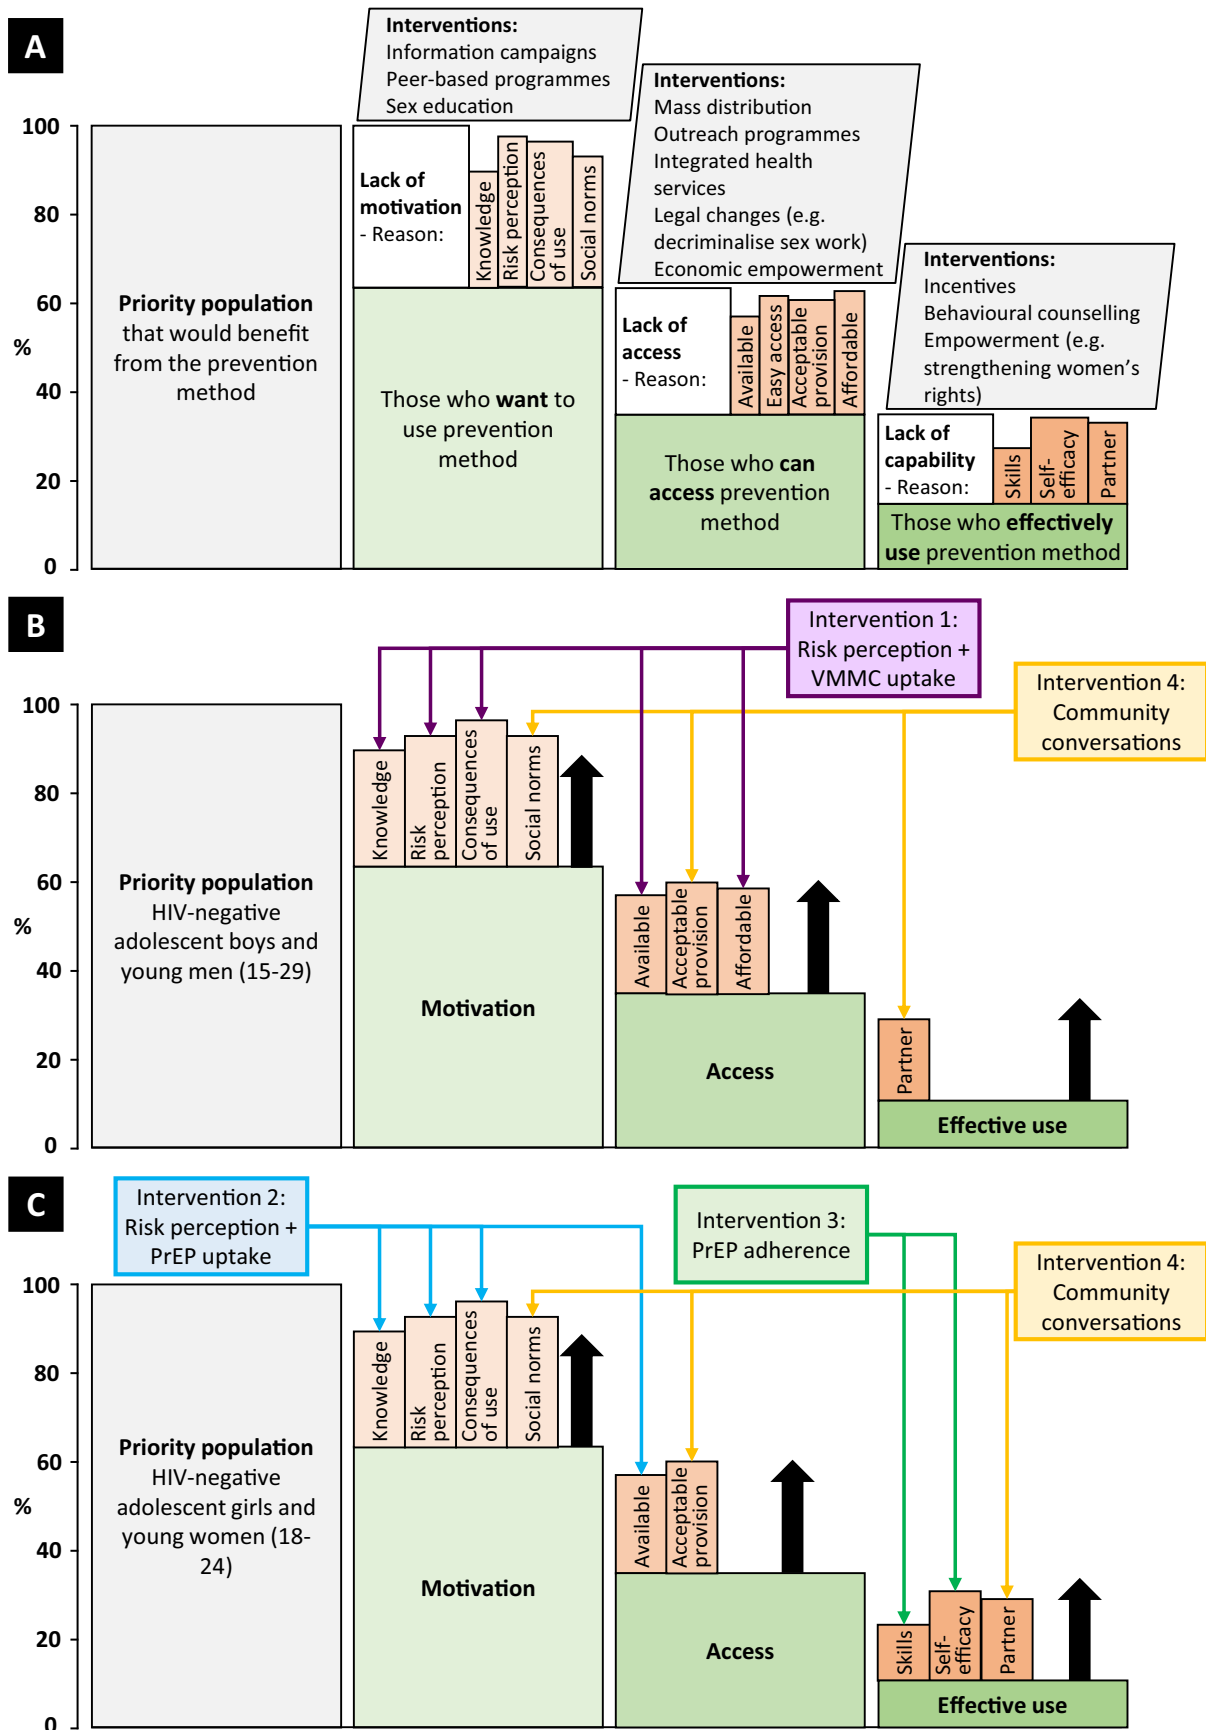 A
Interventions:
Information campaigns
Peer-based programmes
Sex education
Interventions:
Mass distribution
Outreach programmes
Integrated health
services
Legal changes (e.g.
decriminalise sex work)
Economic empowerment
Interventions:
Incentives
Behavioural counselling
Empowerment (e.g.
strengthening women's
rights)
100
80
60
%
40
20
0
Priority population
that would benefit
from the prevention
method
Lack of
motivation
- Reason:
Knowledge
Risk perception
Consequences
of use
Social norms
Those who want to
use prevention
method
Lack of
access
- Reason:
Available
Easy access
Acceptable
provision
Affordable
Those who can
access prevention
method
Lack of
capability
- Reason:
Skills
Self-
efficacy
Partner
Those who effectively
use prevention method
B
Intervention 1:
Risk perception +
VMMC uptake
Intervention 4:
Community
conversations
100
80
60
%
40
20
0
Priority population
HIV-negative
adolescent boys and
young men (15-29)
Knowledge
Risk
perception
Consequences
of use
Social norms
Motivation
Available
Acceptable
provision
Affordable
Access
Partner
Effective use
C
Intervention 2:
Risk perception +
PrEP uptake
Intervention 3:
PrEP adherence
Intervention 4:
Community
conversations
100
80
60
%
40
20
0
Priority population
HIV-negative
adolescent girls and
young women (18-
24)
Knowledge
Risk
perception
Consequences
of use
Social norms
Motivation
Available
Acceptable
provision
Access
Skills
Self-
efficacy
Partner
Effective use